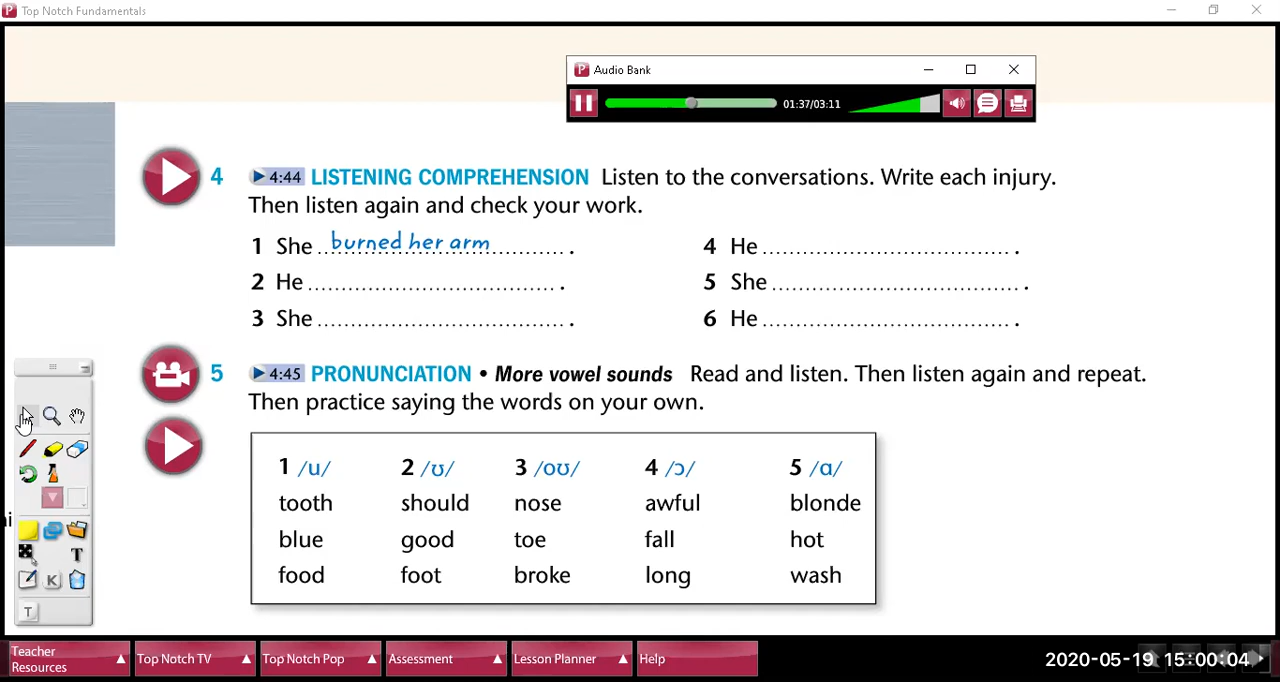 Top Notch Fundamentals
Audio Bank
01:37/03:11
4 4:44 LISTENING COMPREHENSION Listen to the conversations. Write each injury.
Then listen again and check your work.
1 She burned her arm.
2 He .
3 She .
4 He .
5 She .
6 He .
5 4:45 PRONUNCIATION • More vowel sounds Read and listen. Then listen again and repeat.
Then practice saying the words on your own.
1 /u/
tooth
blue
food
2 /ʊ/
should
good
foot
3 /oʊ/
nose
toe
broke
4 /ɔ/
awful
fall
long
5 /ɑ/
blonde
hot
wash
T
K
T
Teacher
Resources
Top Notch TV
Top Notch Pop
Assessment
Lesson Planner
Help
2020-05-19 15:00:04